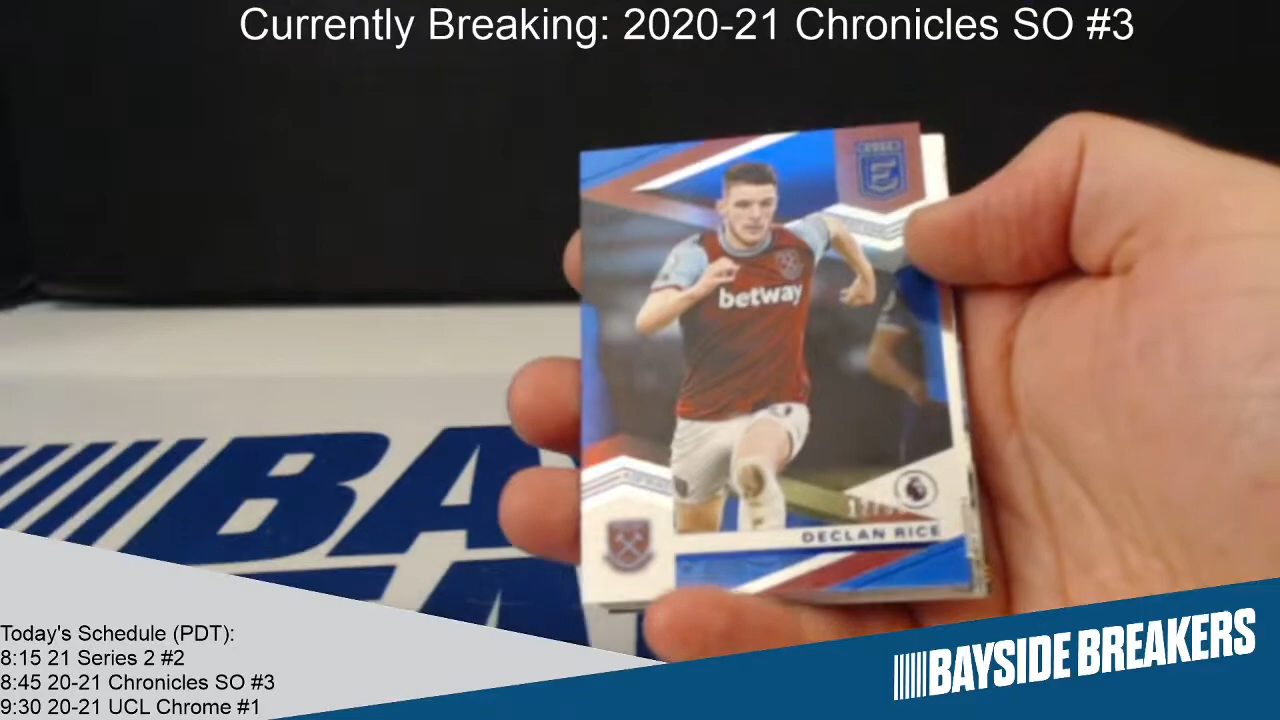 Currently Breaking: 2020-21 Chronicles SO #3
betway
DECLAN RICE
BA
Today's Schedule (PDT):
8:15 21 Series 2 #2
8:45 20-21 Chronicles SO #3
9:30 20-21 UCL Chrome #1
BAYSIDE BREAKERS